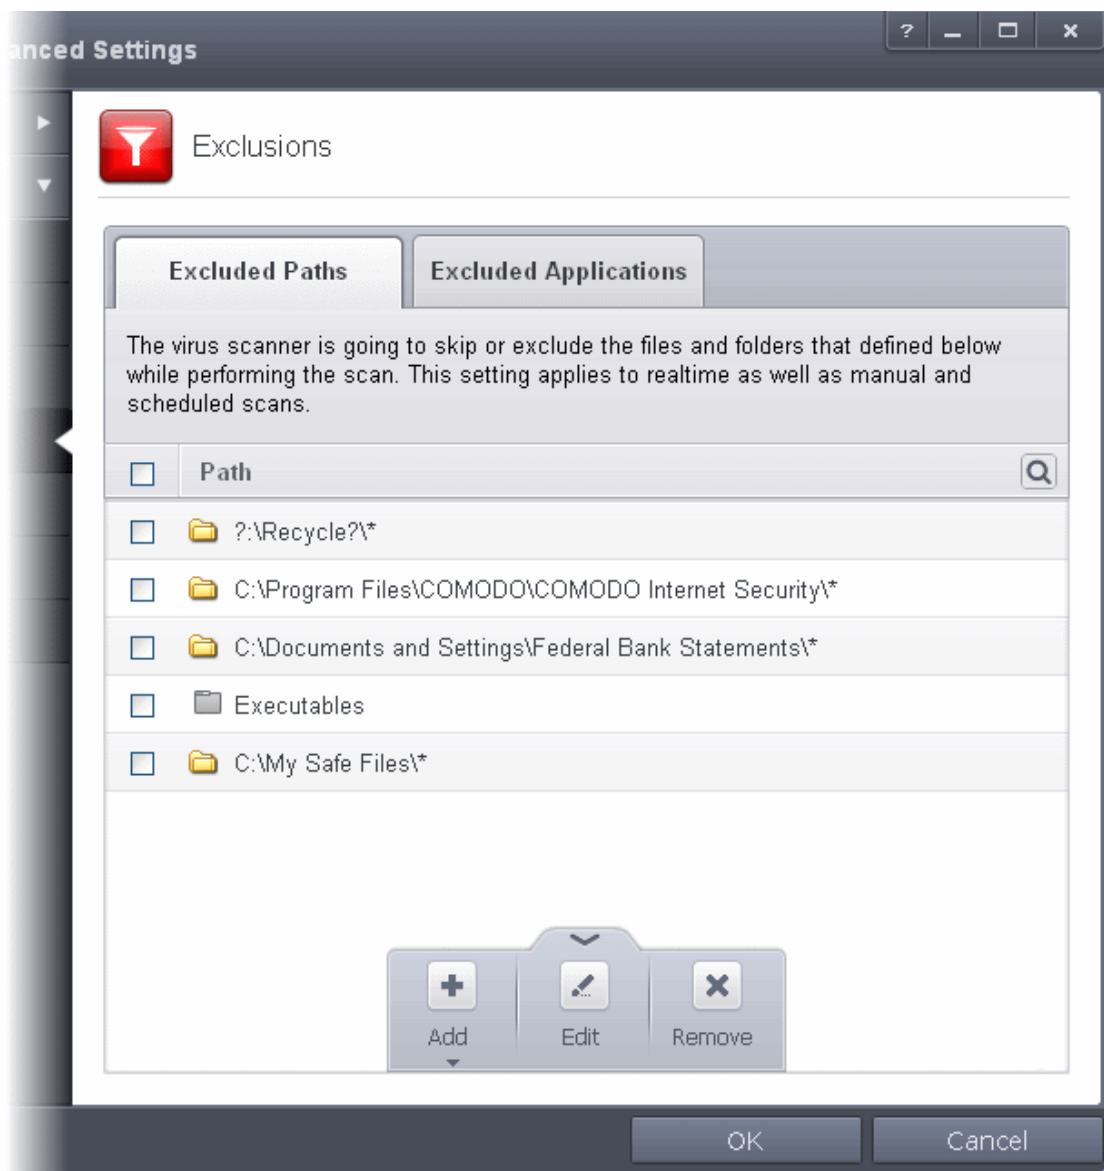 anced Settings
?
Exclusions
Excluded Paths
Excluded Applications
The virus scanner is going to skip or exclude the files and folders that defined below
while performing the scan. This setting applies to realtime as well as manual and
scheduled scans.
Path
?:\Recycle?\*
C:\Program Files\COMODO\COMODO Internet Security\*
C:\Documents and Settings\Federal Bank Statements\*
Executables
C:\My Safe Files\*
Add
Edit
Remove
OK
Cancel